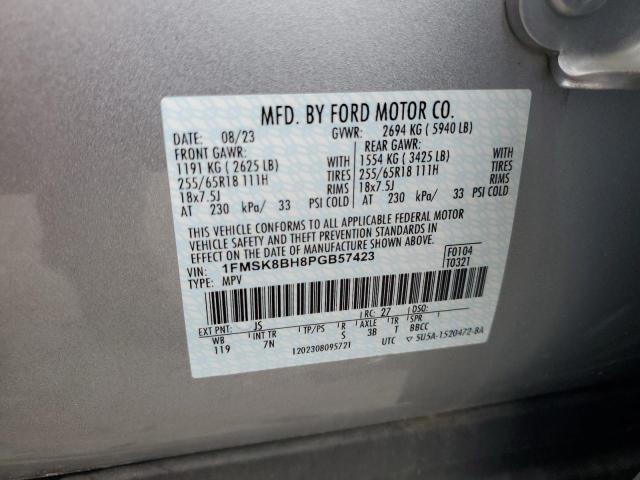 MFD. BY FORD MOTOR CO.
DATE: 08/23 GVWR: 2694 KG ( 5940 LB)
FRONT GAWR: REAR GAWR:
1191 KG ( 2625 LB) WITH 1554 KG ( 3425 LB) WITH
255/65R18 111H TIRES 255/65R18 111H TIRES
18x7.5J RIMS 18x7.5J RIMS
AT 230 kPa/ 33 PSI COLD AT 230 kPa/ 33 PSI COLD
THIS VEHICLE CONFORMS TO ALL APPLICABLE FEDERAL MOTOR
VEHICLE SAFETY AND THEFT PREVENTION STANDARDS IN EFFECT ON
THE DATE OF MANUFACTURE SHOWN ABOVE.
VIN: 1FMSK8BH8PGB57423 F0104
TYPE: MPV T0321
EXT PNT: JS RC: 27 DSO:
WB INT TR TP/PS R AXLE TR SPR
119 7N S 3B T BBCC
1202308095721 UTC ▽ 5U5A-1520472-BA